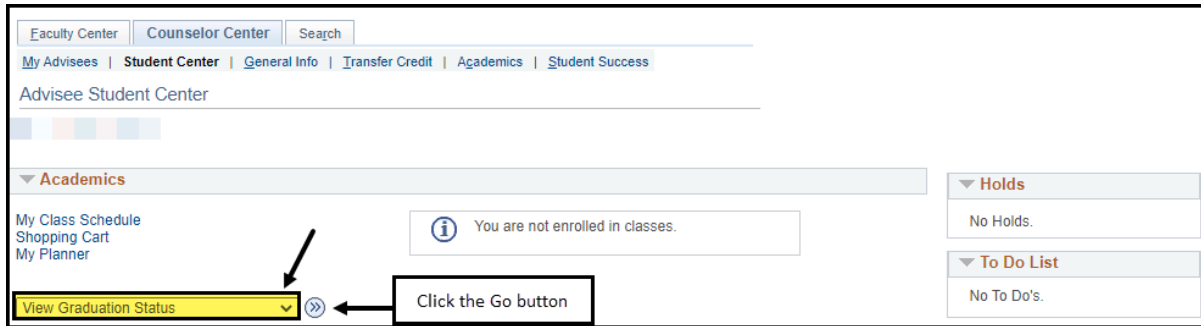 Faculty Center Counselor Center Search
My Advisees | Student Center | General Info | Transfer Credit | Academics | Student Success
Advisee Student Center
Academics
My Class Schedule
Shopping Cart
My Planner
You are not enrolled in classes.
View Graduation Status
Click the Go button
Holds
No Holds.
To Do List
No To Do's.